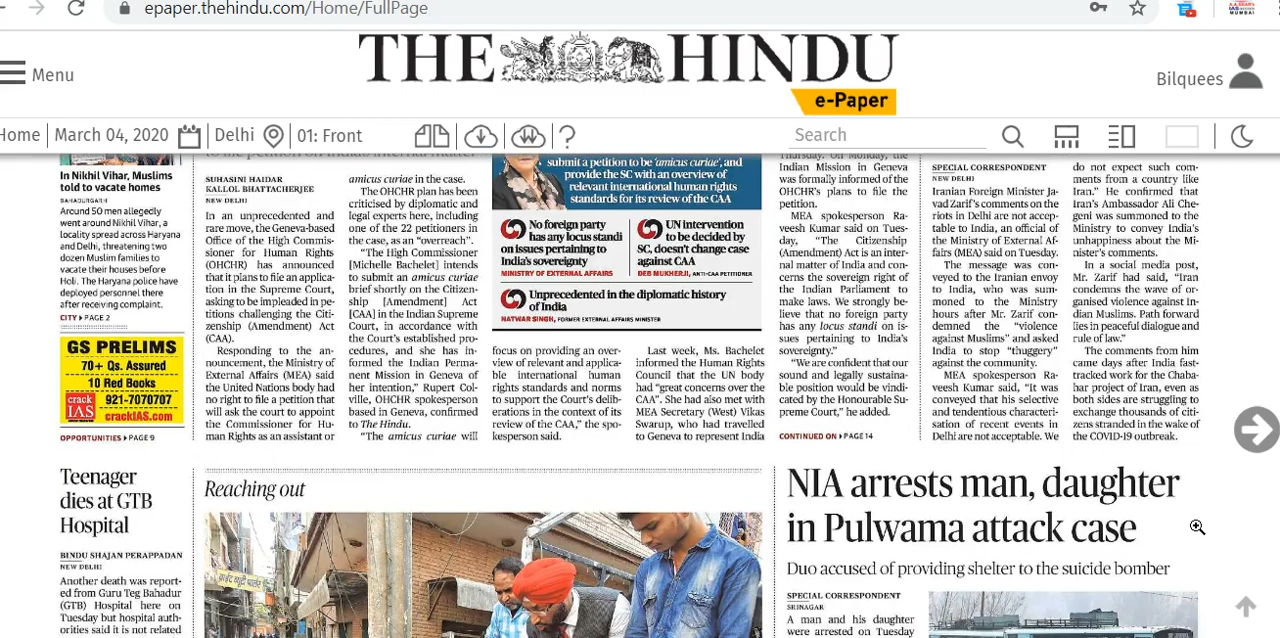 epaper.thehindu.com/Home/FullPage
THE HINDU
e-Paper
Menu
Bilquees
Home
March 04, 2020
Delhi
01: Front
?
Search
In Nikhil Vihar, Muslims
told to vacate homes
BAHADURGARH
Around 50 men allegedly
went around Nikhil Vihar, a
locality spread across Haryana
and Delhi, threatening two
dozen Muslim families to
vacate their houses before
Holi. The Haryana police have
deployed personnel there
after receiving complaint.
CITY ▸ PAGE 2
GS PRELIMS
70+ Qs. Assured
10 Red Books
crack
IAS
921-7070707
crackIAS.com
OPPORTUNITIES ▸ PAGE 9
SUHASINI HAIDAR
KALLOL BHATTACHERJEE
NEW DELHI
In an unprecedented and
rare move, the Geneva-based
Office of the High Commis-
sioner for Human Rights
(OHCHR) has announced
that it plans to file an applica-
tion in the Supreme Court,
asking to be impleaded in pe-
titions challenging the Citi-
zenship (Amendment) Act
(CAA).
Responding to the an-
nouncement, the Ministry of
External Affairs (MEA) said
the United Nations body had
no right to file a petition that
will ask the court to appoint
the Commissioner for Hu-
man Rights as an assistant or
amicus curiae in the case.
The OHCHR plan has been
criticised by diplomatic and
legal experts here, including
one of the 22 petitioners in
the case, as an “overreach”.
“The High Commissioner
[Michelle Bachelet] intends
to submit an amicus curiae
brief shortly on the Citizen-
ship [Amendment] Act
[CAA] in the Indian Supreme
Court, in accordance with
the Court’s established pro-
cedures, and she has in-
formed the Indian Perma-
nent Mission in Geneva of
her intention,” Rupert Col-
ville, OHCHR spokesperson
based in Geneva, confirmed
to The Hindu.
“The amicus curiae will
submit a petition to be ‘amicus curiae’, and
provide the SC with an overview of
relevant international human rights
standards for its review of the CAA
No foreign party
has any locus standi
on issues pertaining to
India’s sovereignty
MINISTRY OF EXTERNAL AFFAIRS
UN intervention
to be decided by
SC, doesn’t change case
against CAA
DEB MUKHERJI, ANTI-CAA PETITIONER
Unprecedented in the diplomatic history
of India
NATWAR SINGH, FORMER EXTERNAL AFFAIRS MINISTER
focus on providing an over-
view of relevant and applica-
ble international human
rights standards and norms
to support the Court’s delib-
erations in the context of its
review of the CAA,” the spo-
kesperson said.
Last week, Ms. Bachelet
informed the Human Rights
Council that the UN body
had “great concerns over the
CAA”. She had also met with
MEA Secretary (West) Vikas
Swarup, who had travelled
to Geneva to represent India
Thursday. On Monday, the
Indian Mission in Geneva
was formally informed of the
OHCHR’s plans to file the
petition.
MEA spokesperson Ra-
veesh Kumar said on Tues-
day, “The Citizenship
(Amendment) Act is an inter-
nal matter of India and con-
cerns the sovereign right of
the Indian Parliament to
make laws. We strongly be-
lieve that no foreign party
has any locus standi on is-
sues pertaining to India’s
sovereignty.”
“We are confident that our
sound and legally sustaina-
ble position would be vindi-
cated by the Honourable Su-
preme Court,” he added.
CONTINUED ON ▸ PAGE 14
SPECIAL CORRESPONDENT
NEW DELHI
Iranian Foreign Minister Ja-
vad Zarif’s comments on the
riots in Delhi are not accep-
table to India, an official of
the Ministry of External Af-
fairs (MEA) said on Tuesday.
The message was con-
veyed to Iranian envoy
to India, who was sum-
moned to the Ministry
hours after Mr. Zarif con-
demned the “violence
against Muslims” and asked
India to stop “thuggery”
against the community.
MEA spokesperson Ra-
veesh Kumar said, “It was
conveyed that his selective
and tendentious characteri-
sation of recent events in
Delhi are not acceptable. We
do not expect such com-
ments from a country like
Iran.” He confirmed that
Iran’s Ambassador Ali Che-
geni was summoned to the
Ministry to convey India’s
unhappiness about the Mi-
nister’s comments.
In a social media post,
Mr. Zarif had said, “Iran
condemns the wave of or-
ganised violence against In-
dian Muslims. Path forward
lies in peaceful dialogue and
rule of law.”
The comments from him
came days after India fast-
tracked work for the Chaba-
har project of Iran, even as
both sides are struggling to
exchange thousands of citi-
zens stranded in the wake of
the COVID-19 outbreak.
Teenager
dies at GTB
Hospital
BINDU SHAJAN PERAPPADAN
NEW DELHI
Another death was report-
ed from Guru Teg Bahadur
(GTB) Hospital here on
Tuesday but hospital auth-
orities said it is not related
Reaching out
NIA arrests man, daughter
in Pulwama attack case
Duo accused of providing shelter to the suicide bomber
SPECIAL CORRESPONDENT
SRINAGAR
A man and his daughter
were arrested on Tuesday